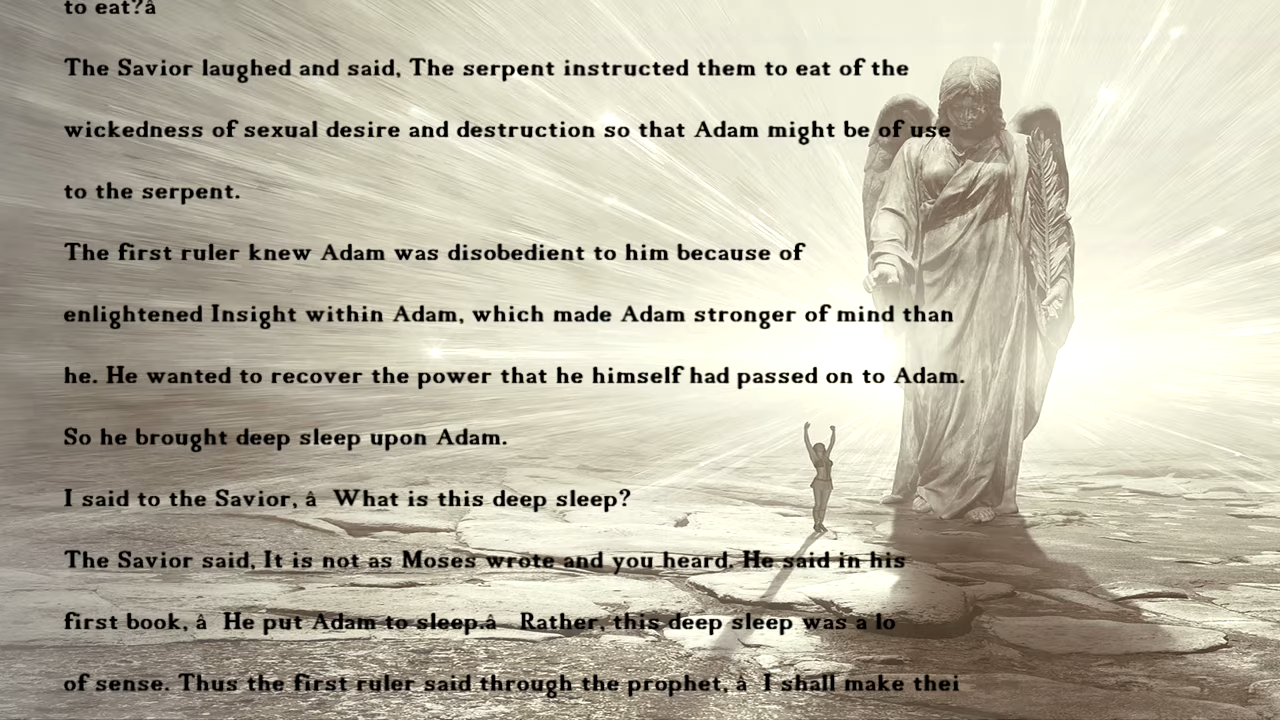 to eat?â
The Savior laughed and said, The serpent instructed them to eat of the
wickedness of sexual desire and destruction so that Adam might be of use
to the serpent.
The first ruler knew Adam was disobedient to him because of
enlightened Insight within Adam, which made Adam stronger of mind than
he. He wanted to recover the power that he himself had passed on to Adam.
So he brought deep sleep upon Adam.
I said to the Savior, â What is this deep sleep?
The Savior said, It is not as Moses wrote and you heard. He said in his
first book, â He put Adam to sleep.â Rather, this deep sleep was a lo
of sense. Thus the first ruler said through the prophet, â I shall make thei